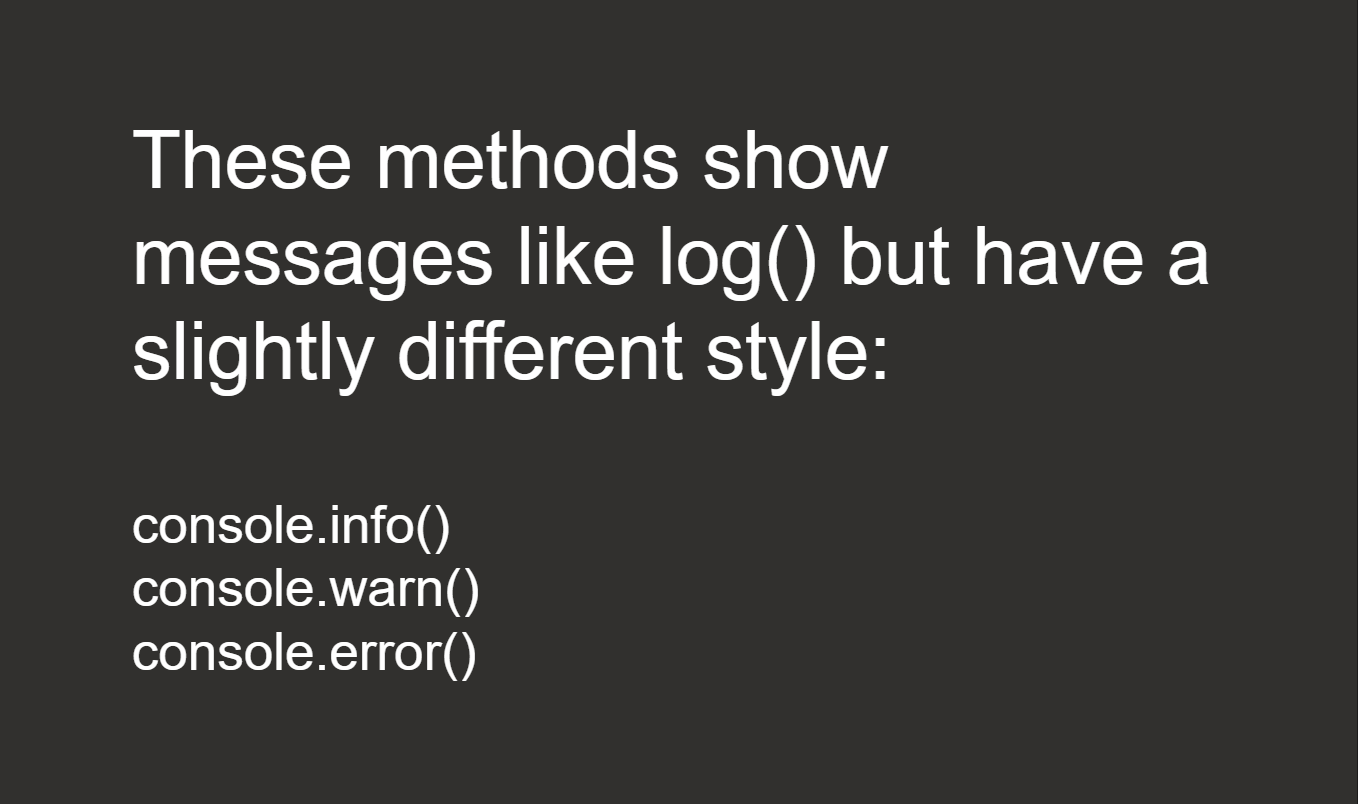 These methods show
messages like log() but have a
slightly different style:
console.info()
console.warn()
console.error()